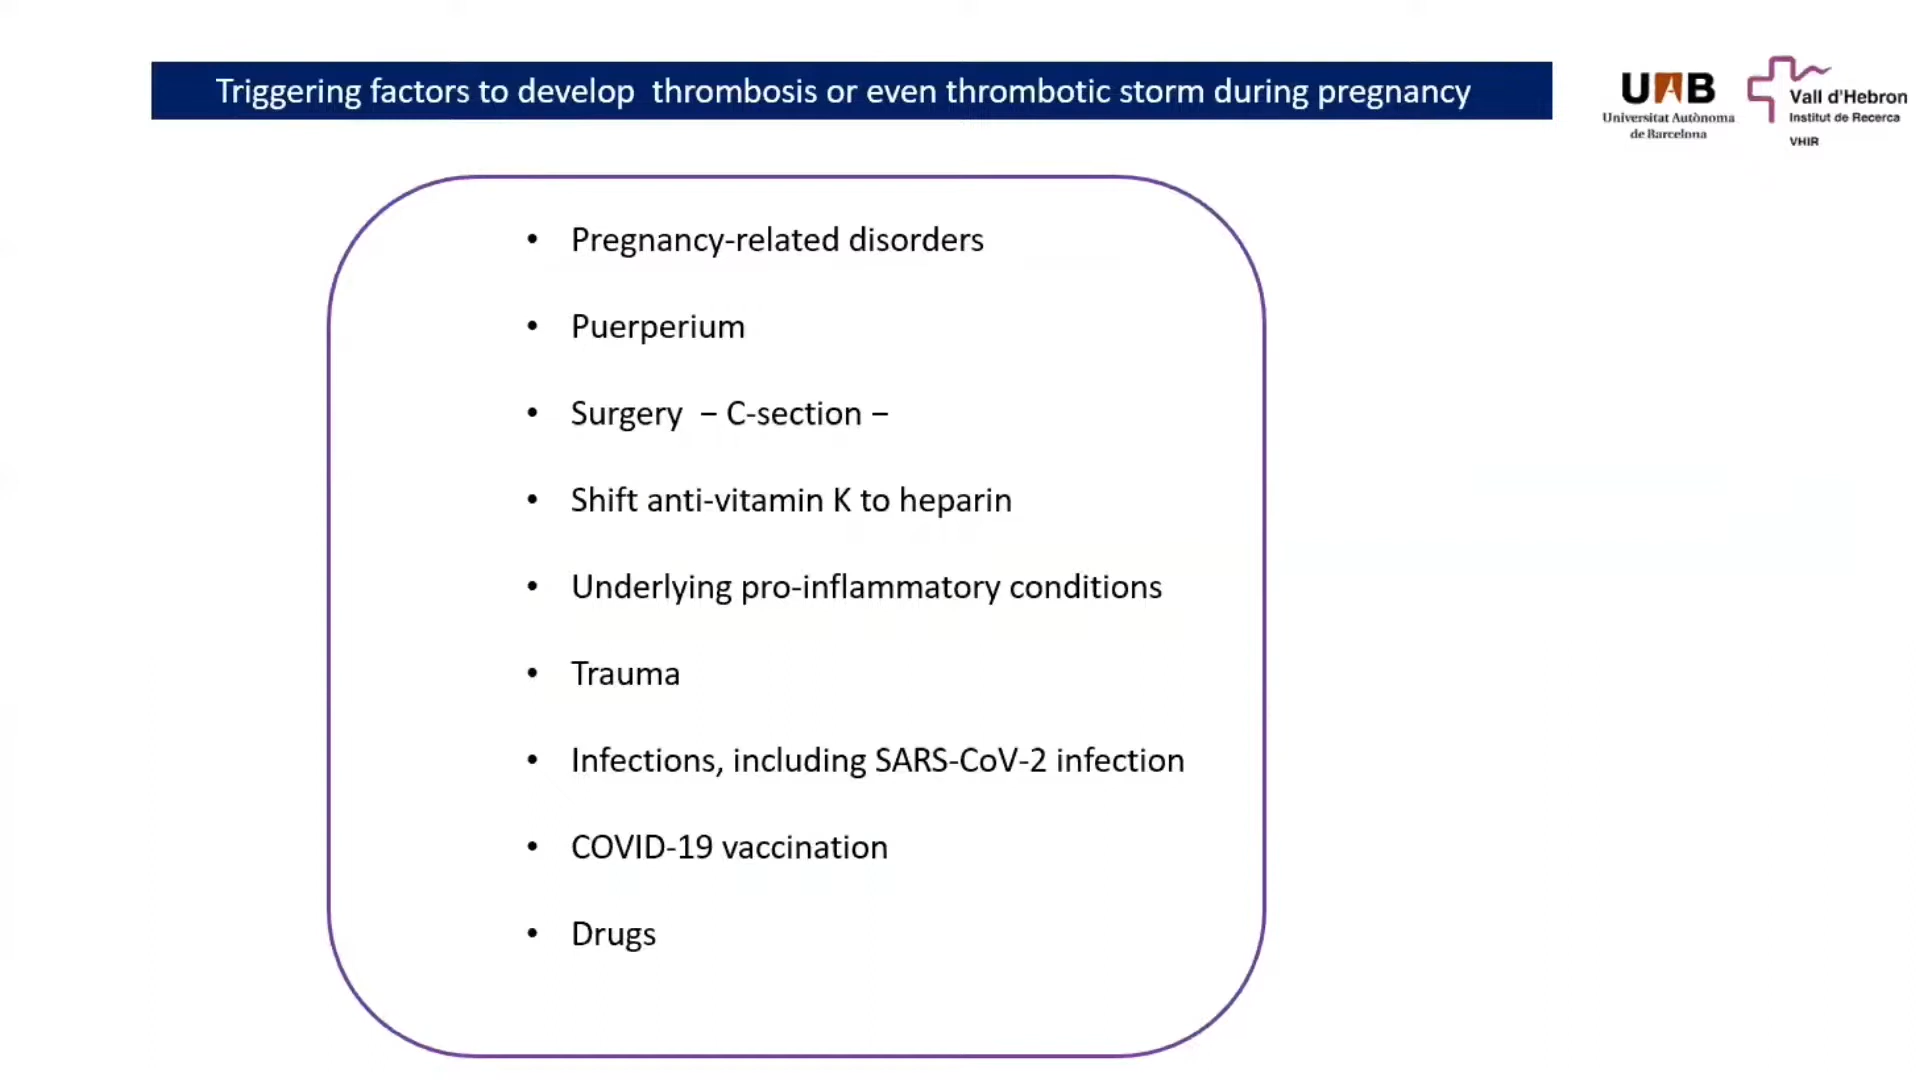 Triggering factors to develop thrombosis or even thrombotic storm during pregnancy
UAB
Universitat Autònoma
de Barcelona
Vall d'Hebron
Institut de Recerca
VHIR
• Pregnancy-related disorders
• Puerperium
• Surgery – C-section –
• Shift anti-vitamin K to heparin
• Underlying pro-inflammatory conditions
• Trauma
• Infections, including SARS-CoV-2 infection
• COVID-19 vaccination
• Drugs